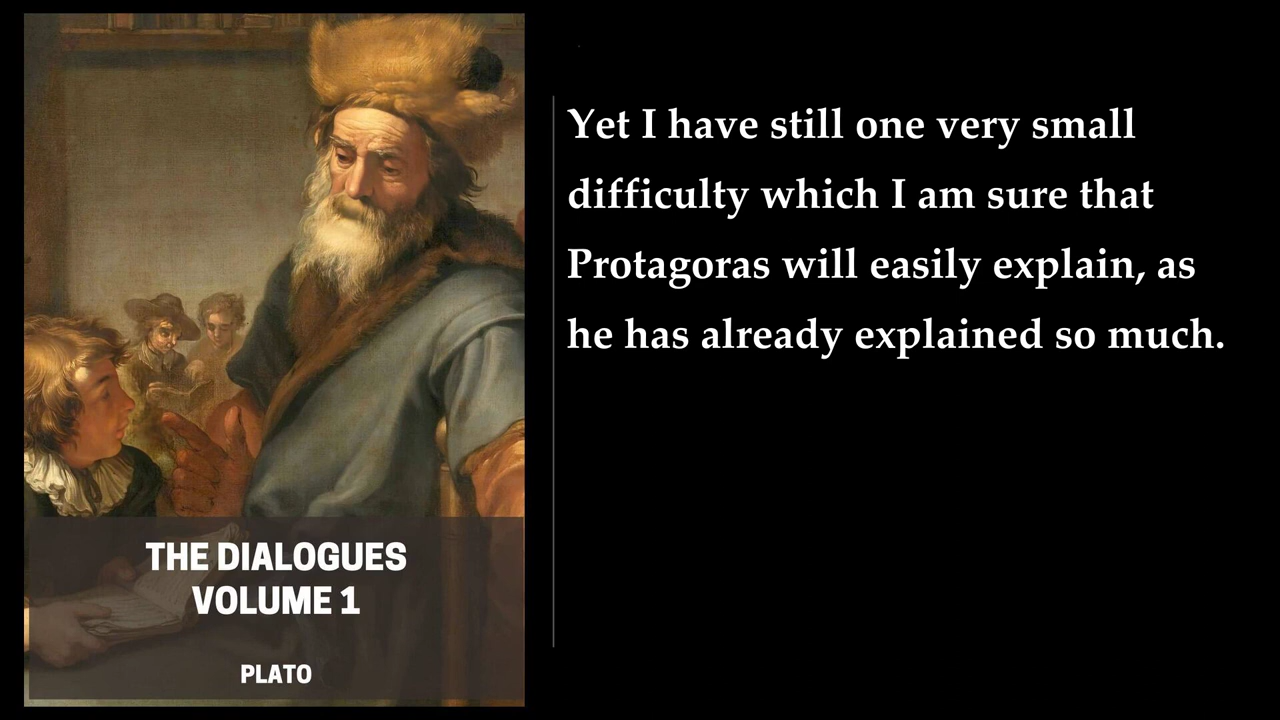 Yet I have still one very small
difficulty which I am sure that
Protagoras will easily explain, as
he has already explained so much.
THE DIALOGUES
VOLUME 1
PLATO